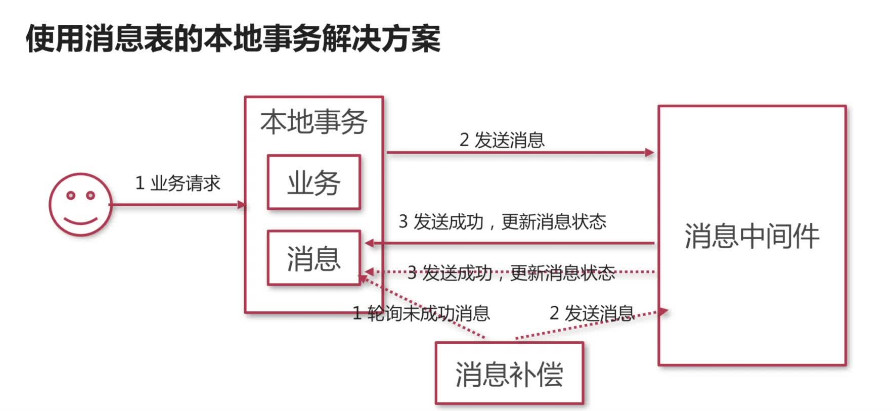 使用消息表的本地事务解决方案
本地事务
2 发送消息
1 业务请求
业务
3 发送成功，更新消息状态
消息中间件
消息
3 发送成功，更新消息状态
1 轮询未成功消息
2 发送消息
消息补偿